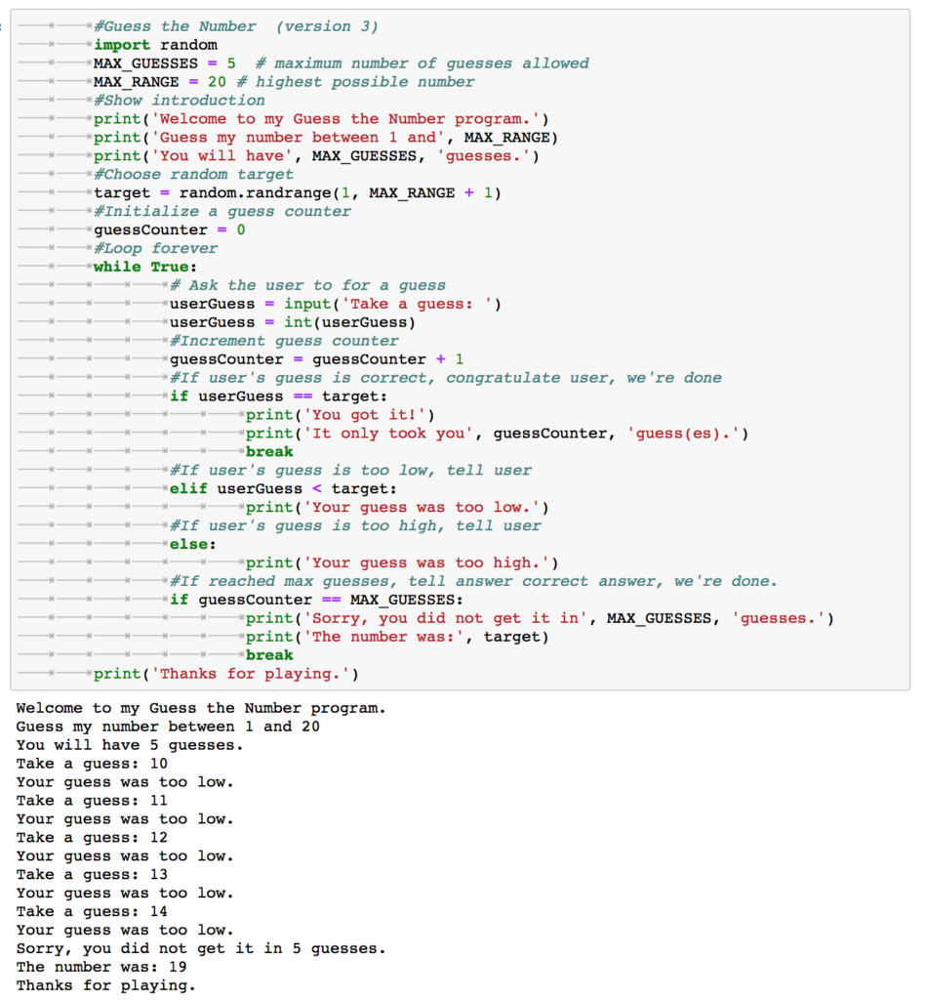 #Guess the Number  (version 3)
import random
MAX_GUESSES = 5  # maximum number of guesses allowed
MAX_RANGE = 20 # highest possible number
#Show introduction
print('Welcome to my Guess the Number program.')
print('Guess my number between 1 and', MAX_RANGE)
print('You will have', MAX_GUESSES, 'guesses.')
#Choose random target
target = random.randrange(1, MAX_RANGE + 1)
#Initialize a guess counter
guessCounter = 0
#Loop forever
while True:
    # Ask the user to for a guess
    userGuess = input('Take a guess: ')
    userGuess = int(userGuess)
    #Increment guess counter
    guessCounter = guessCounter + 1
    #If user's guess is correct, congratulate user, we're done
    if userGuess == target:
        print('You got it!')
        print('It only took you', guessCounter, 'guess(es).')
        break
    #If user's guess is too low, tell user
    elif userGuess < target:
        print('Your guess was too low.')
    #If user's guess is too high, tell user
    else:
        print('Your guess was too high.')
    #If reached max guesses, tell answer correct answer, we're done.
    if guessCounter == MAX_GUESSES:
        print('Sorry, you did not get it in', MAX_GUESSES, 'guesses.')
        print('The number was:', target)
        break
print('Thanks for playing.')
Welcome to my Guess the Number program.
Guess my number between 1 and 20
You will have 5 guesses.
Take a guess: 10
Your guess was too low.
Take a guess: 11
Your guess was too low.
Take a guess: 12
Your guess was too low.
Take a guess: 13
Your guess was too low.
Take a guess: 14
Your guess was too low.
Sorry, you did not get it in 5 guesses.
The number was: 19
Thanks for playing.